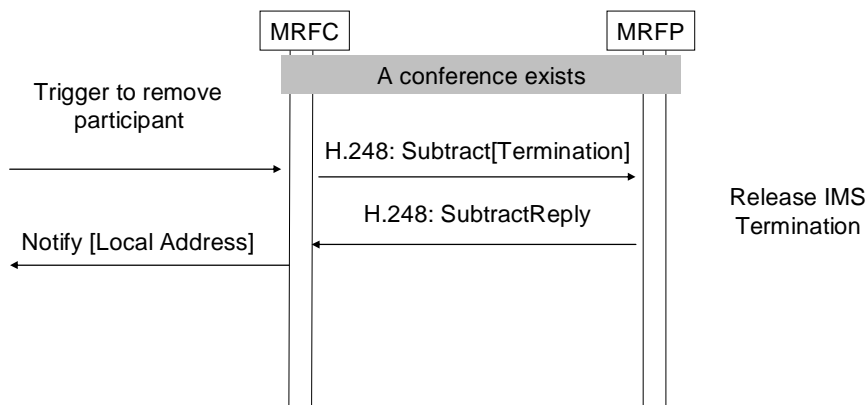 MRFC
MRFP
A conference exists
Trigger to remove
participant
H.248: Subtract[Termination]
H.248: SubtractReply
Release IMS
Termination
Notify [Local Address]